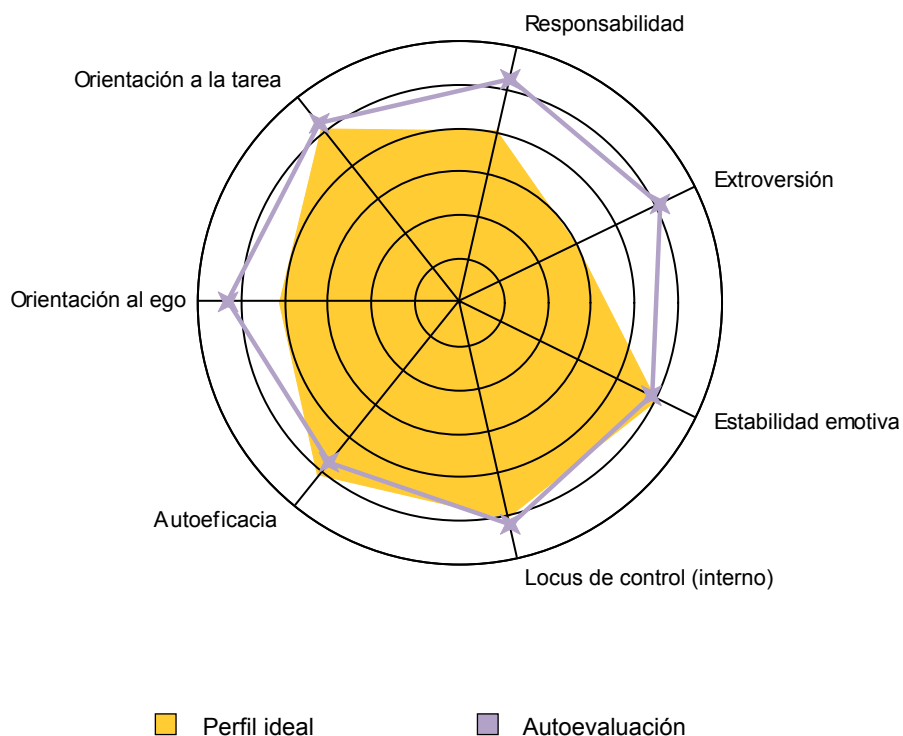 Responsabilidad
Orientación a la tarea
Extroversión
Orientación al ego
Estabilidad emotiva
Autoeficacia
Locus de control (interno)
Perfil ideal
Autoevaluación